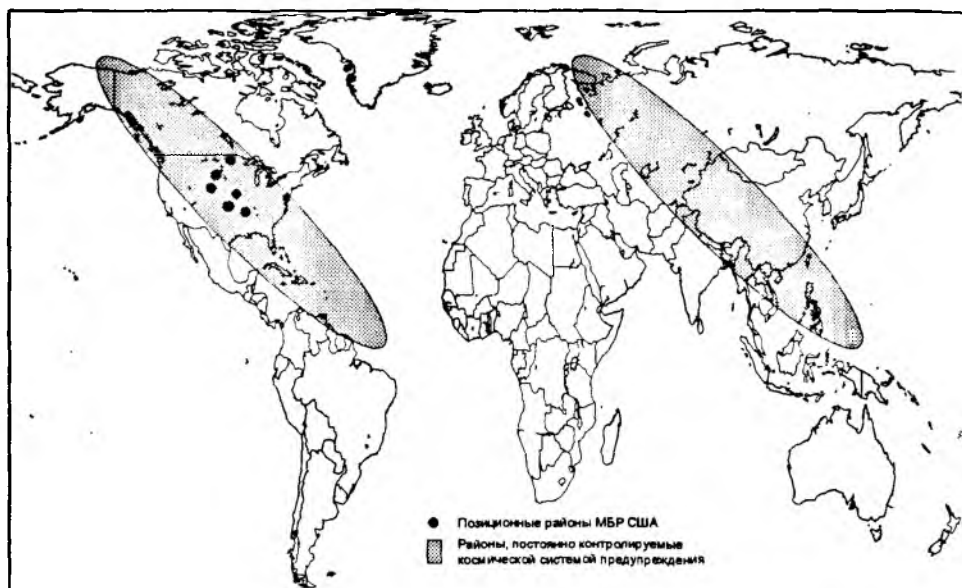 Позиционные районы МБР США
Районы, постоянно контролируемые
космической системой предупреждения